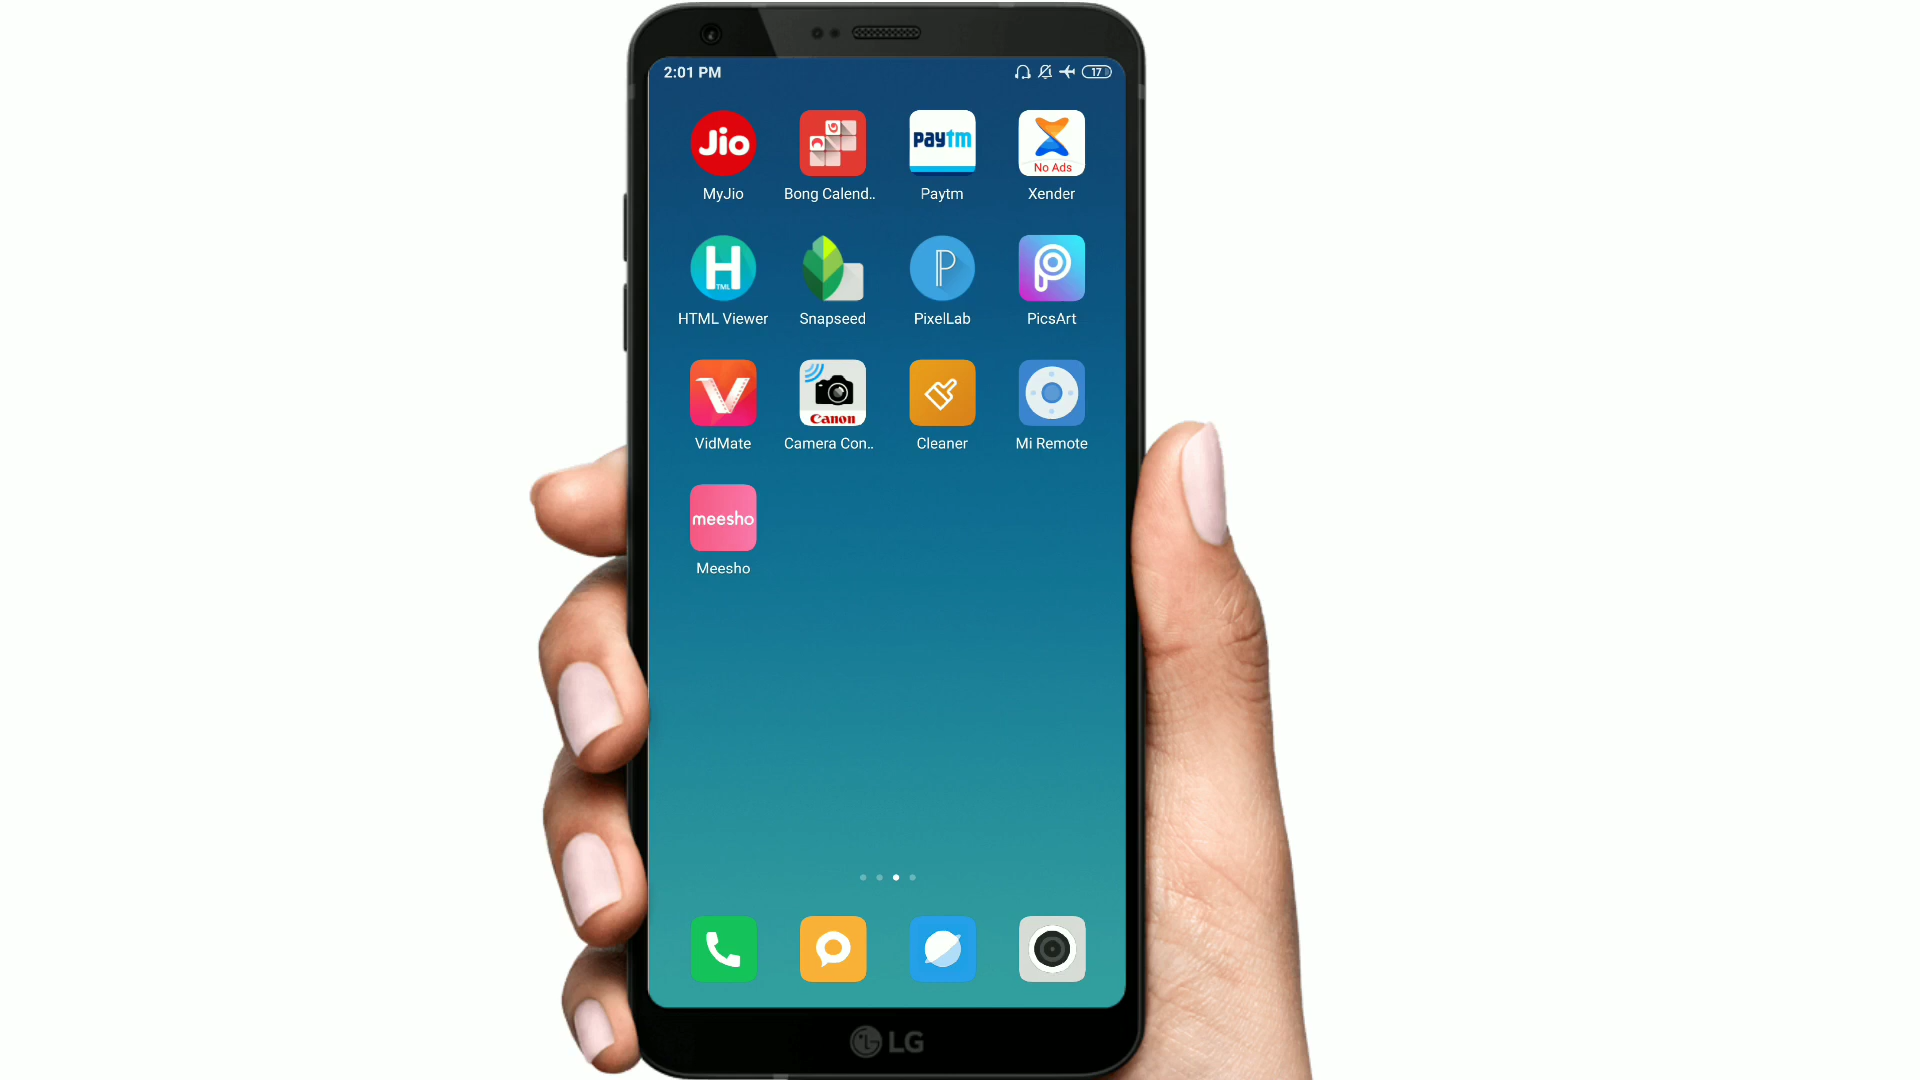 2:01 PM
17
Jio
paytm
No Ads
MyJio
Bong Calend..
Paytm
Xender
H
TML
P
HTML Viewer
Snapseed
PixelLab
PicsArt
Canon
VidMate
Camera Con..
Cleaner
Mi Remote
meesho
Meesho
LG